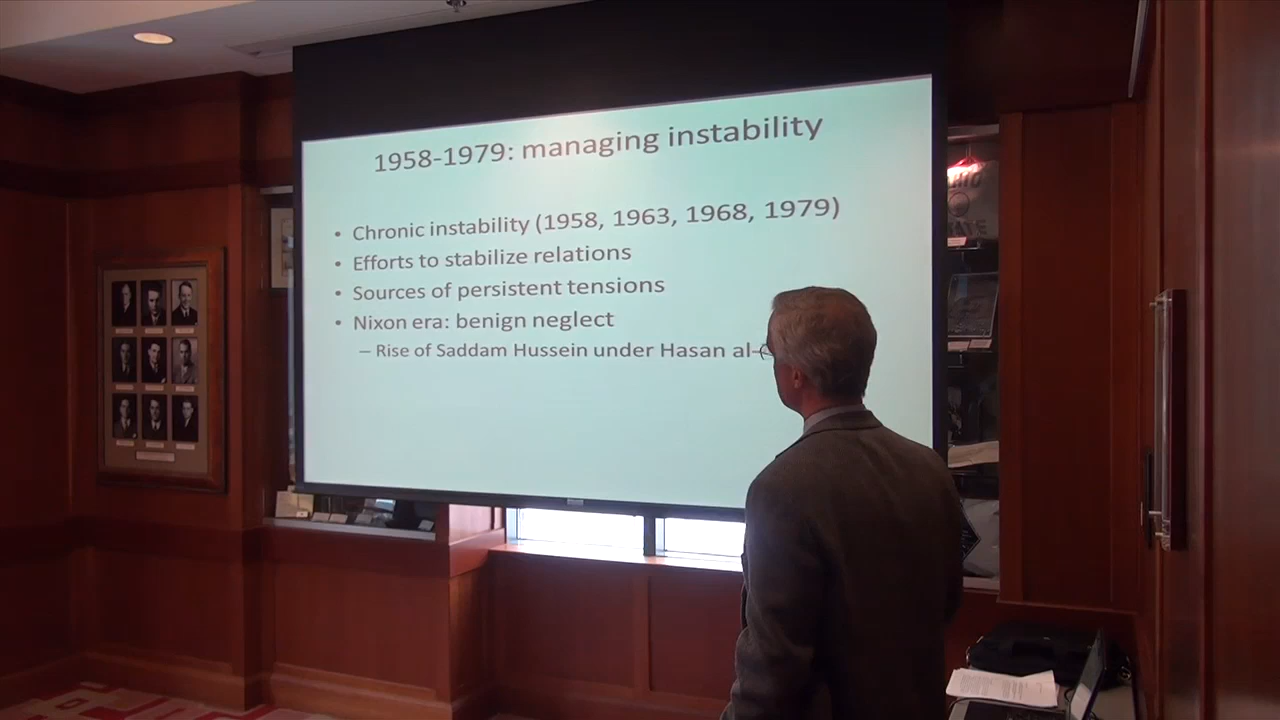 1958-1979: managing instability
• Chronic instability (1958, 1963, 1968, 1979)
• Efforts to stabilize relations
• Sources of persistent tensions
• Nixon era: benign neglect
– Rise of Saddam Hussein under Hasan al-